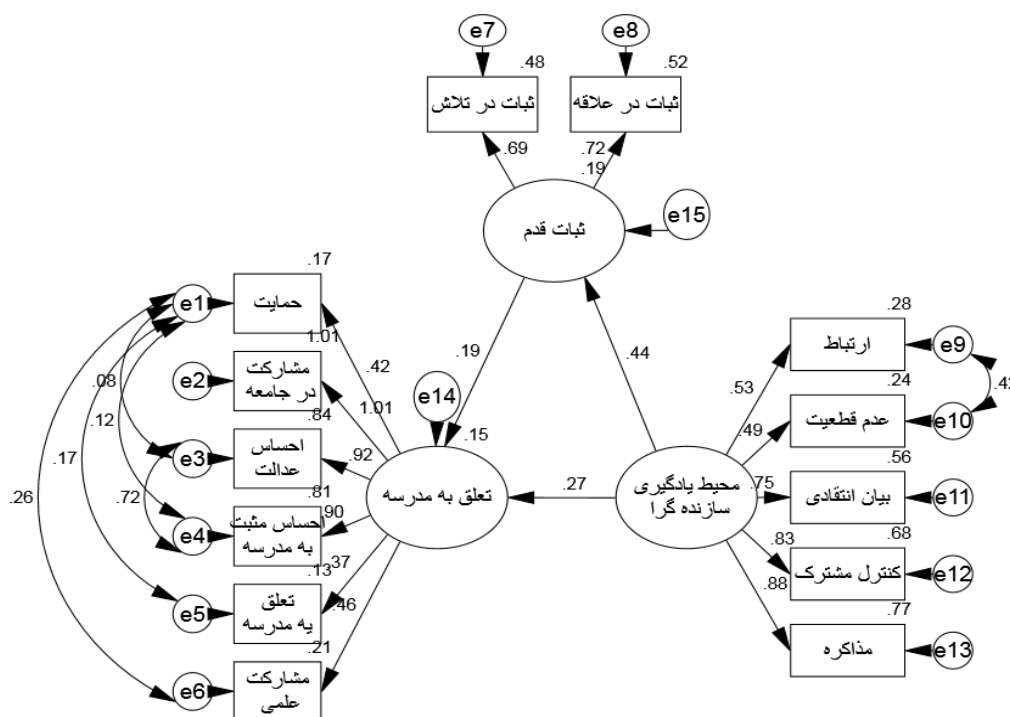 e7
e8
.48
.52
ثبات در تلاش
ثبات در علاقه
.69
.72
.19
ثبات قدم
e15
.17
e1
حمایت
1.01
.42
.19
.44
.28
ارتباط
e9
.24
.53
.42
e2
مشارکت
در جامعه
.84
1.01
e14
.15
.08
.12
عدم قطعیت
e10
.49
.56
e3
احساس
عدالت
.92
.81
تعلق به مدرسه
.27
محیط یادگیری
سازنده گرا
.75
بیان انتقادی
e11
.17
.26
.72
e4
احساس مثبت
به مدرسه
.90
.68
.83
کنترل مشترک
e12
.13
.37
.88
.77
e5
تعلق
یه مدرسه
.46
.21
مذاکره
e13
e6
مشارکت
علمی